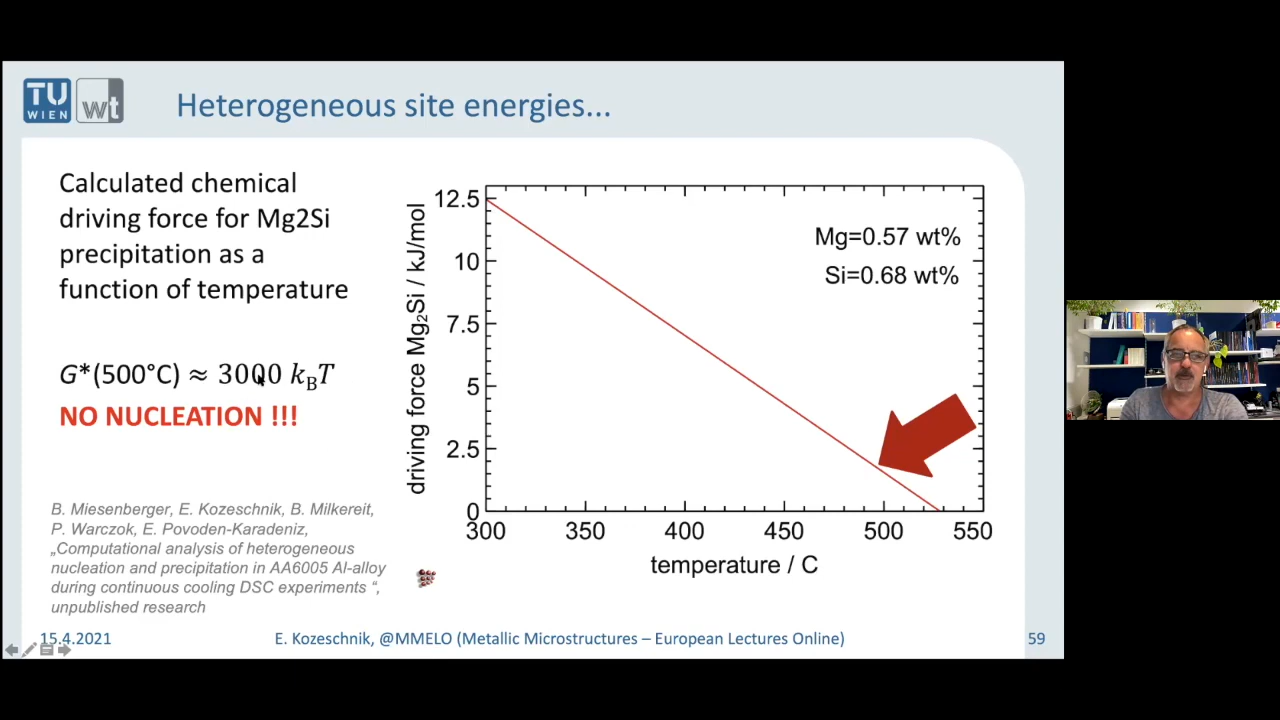 TU
WIEN
wt
Heterogeneous site energies...
Calculated chemical
driving force for Mg2Si
precipitation as a
function of temperature
G*(500°C) ≈ 3000 k_BT
NO NUCLEATION !!!
B. Miesenberger, E. Kozeschnik, B. Milkereit,
P. Warczok, E. Povoden-Karadeniz,
„Computational analysis of heterogeneous
nucleation and precipitation in AA6005 Al-alloy
during continuous cooling DSC experiments “,
unpublished research
driving force Mg₂Si / kJ/mol
12.5
10
7.5
5
2.5
0
Mg=0.57 wt%
Si=0.68 wt%
300 350 400 450 500 550
temperature / C
15.4.2021
E. Kozeschnik, @MMELO (Metallic Microstructures – European Lectures Online)
59